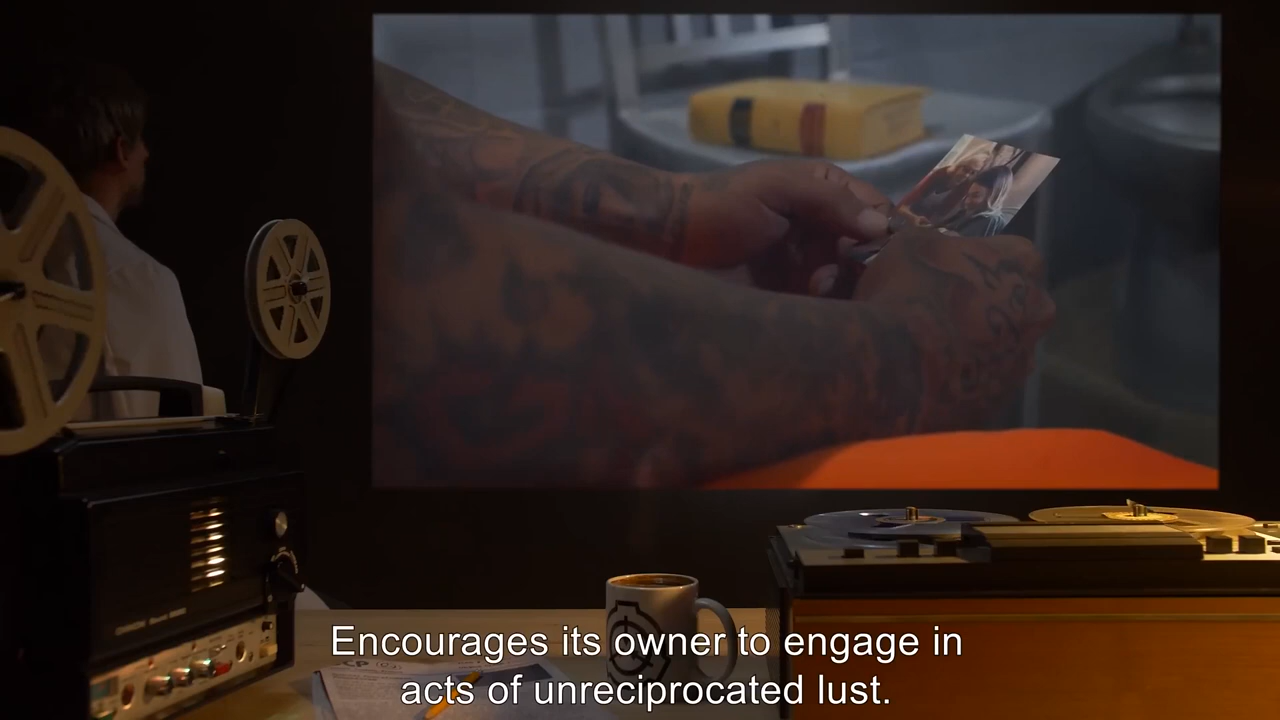 Encourages its owner to engage in
acts of unreciprocated lust.